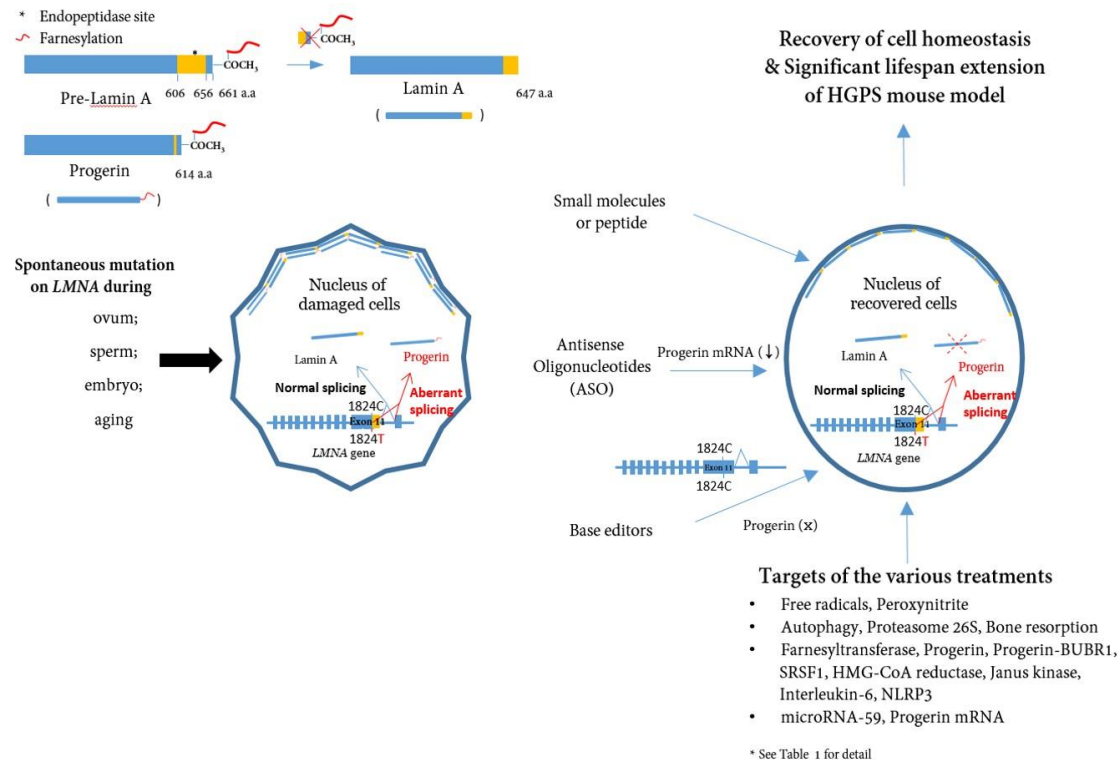 * Endopeptidase site
Farnesylation
COCH3
606 656 661 a.a
Pre-Lamin A
COCH3
Lamin A
647 a.a
( )
COCH3
Progerin
614 a.a
( )
Spontaneous mutation
on LMNA during
ovum;
sperm;
embryo;
aging
Nucleus of
damaged cells
Lamin A
Progerin
Normal splicing
Aberrant
splicing
1824C
Exon 11
1824T
LMNA gene
Recovery of cell homeostasis
& Significant lifespan extension
of HGPS mouse model
Small molecules
or peptide
Antisense
Oligonucleotides
(ASO)
Progerin mRNA (↓)
Nucleus of
recovered cells
Lamin A
Progerin
Normal splicing
Aberrant
splicing
1824C
Exon 11
1824T
LMNA gene
1824C
Exon 11
1824C
Base editors
Progerin (x)
Targets of the various treatments
• Free radicals, Peroxynitrite
• Autophagy, Proteasome 26S, Bone resorption
• Farnesyltransferase, Progerin, Progerin-BUBR1,
SRSF1, HMG-CoA reductase, Janus kinase,
Interleukin-6, NLRP3
• microRNA-59, Progerin mRNA
* See Table 1 for detail